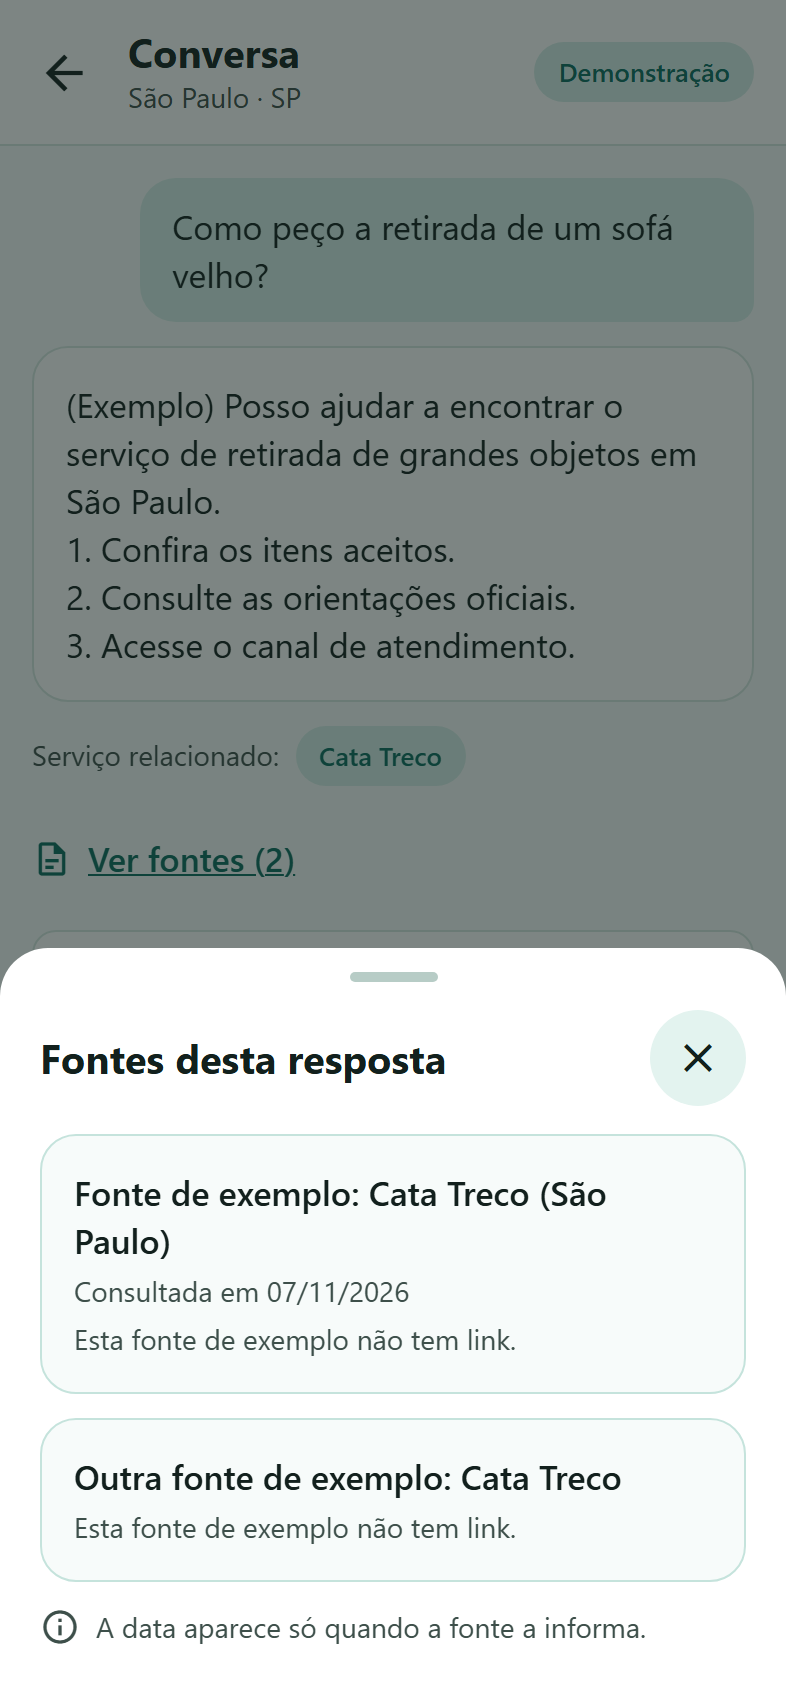 Conversa
São Paulo · SP
Demonstração
Como peço a retirada de um sofá
velho?
(Exemplo) Posso ajudar a encontrar o
serviço de retirada de grandes objetos em
São Paulo.
1. Confira os itens aceitos.
2. Consulte as orientações oficiais.
3. Acesse o canal de atendimento.
Serviço relacionado: Cata Treco
Ver fontes (2)
Fontes desta resposta
Fonte de exemplo: Cata Treco (São
Paulo)
Consultada em 07/11/2026
Esta fonte de exemplo não tem link.
Outra fonte de exemplo: Cata Treco
Esta fonte de exemplo não tem link.
A data aparece só quando a fonte a informa.